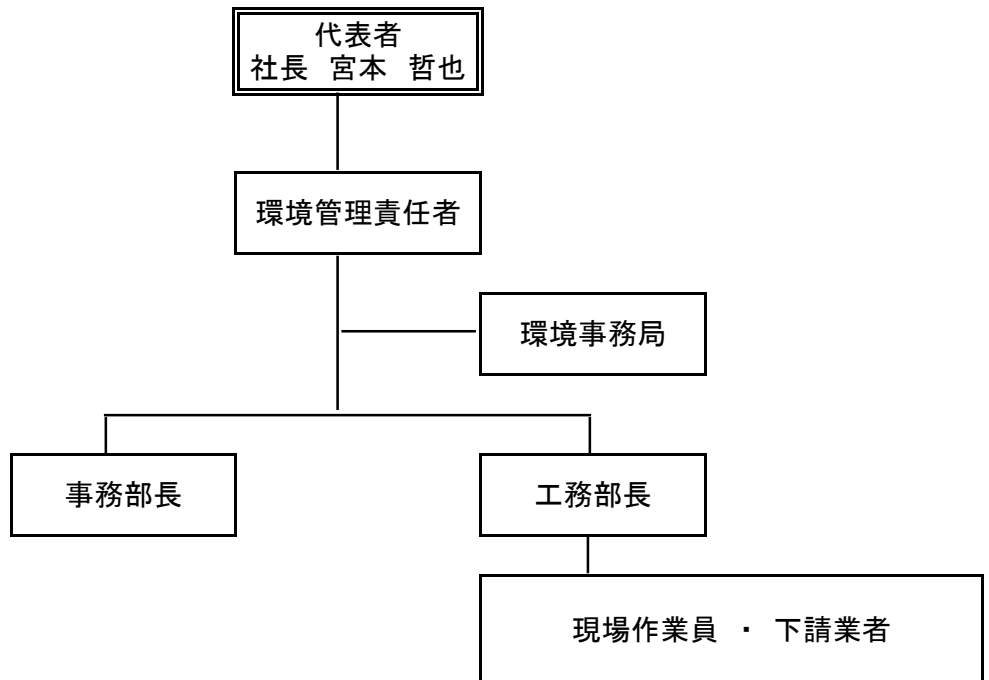 代表者
社長　宮本　哲也
環境管理責任者
環境事務局
事務部長
工務部長
現場作業員　・　下請業者